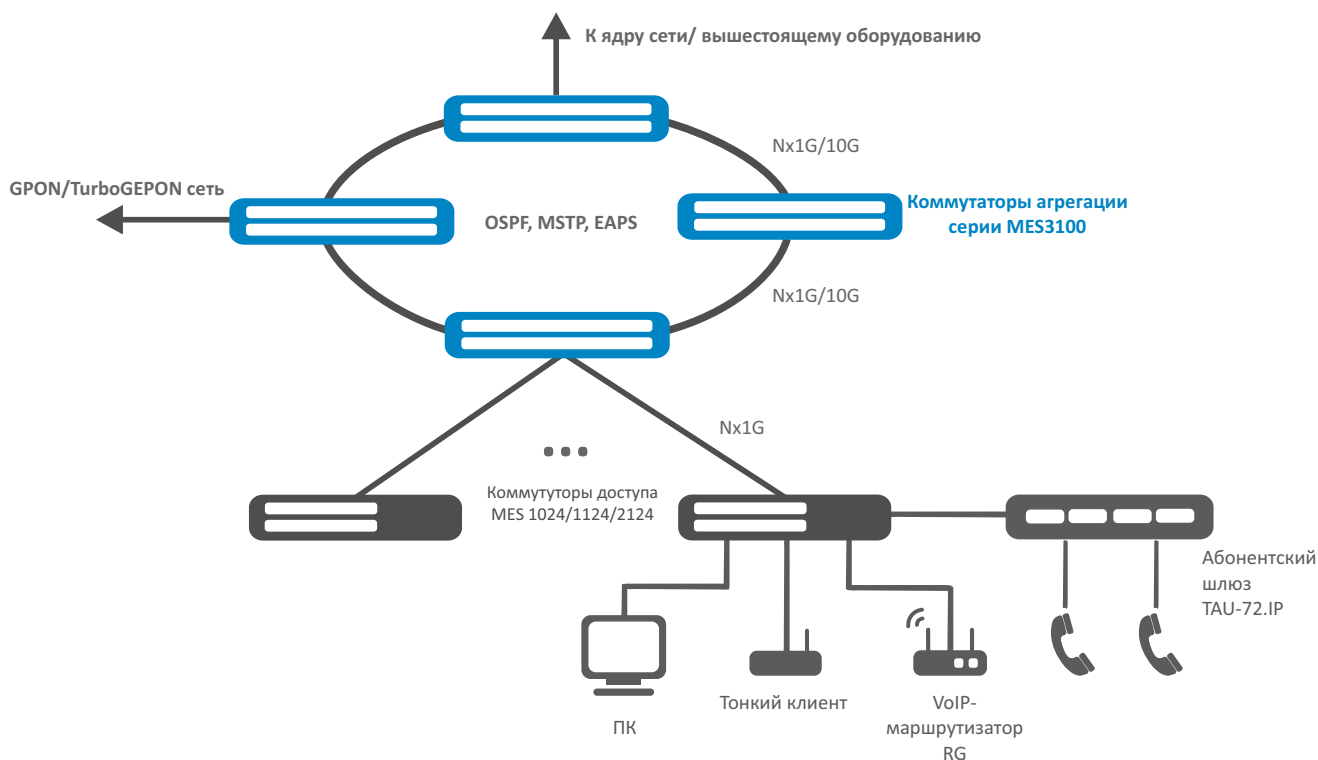 К ядру сети/ вышестоящему оборудованию
Nx1G/10G
GPON/TurboGEPON сеть
OSPF, MSTP, EAPS
Коммутаторы агрегации
серии MES3100
Nx1G/10G
Nx1G
Коммутуторы доступа
MES 1024/1124/2124
Абонентский
шлюз
TAU-72.IP
ПК
Тонкий клиент
VoIP-
маршрутизатор
RG